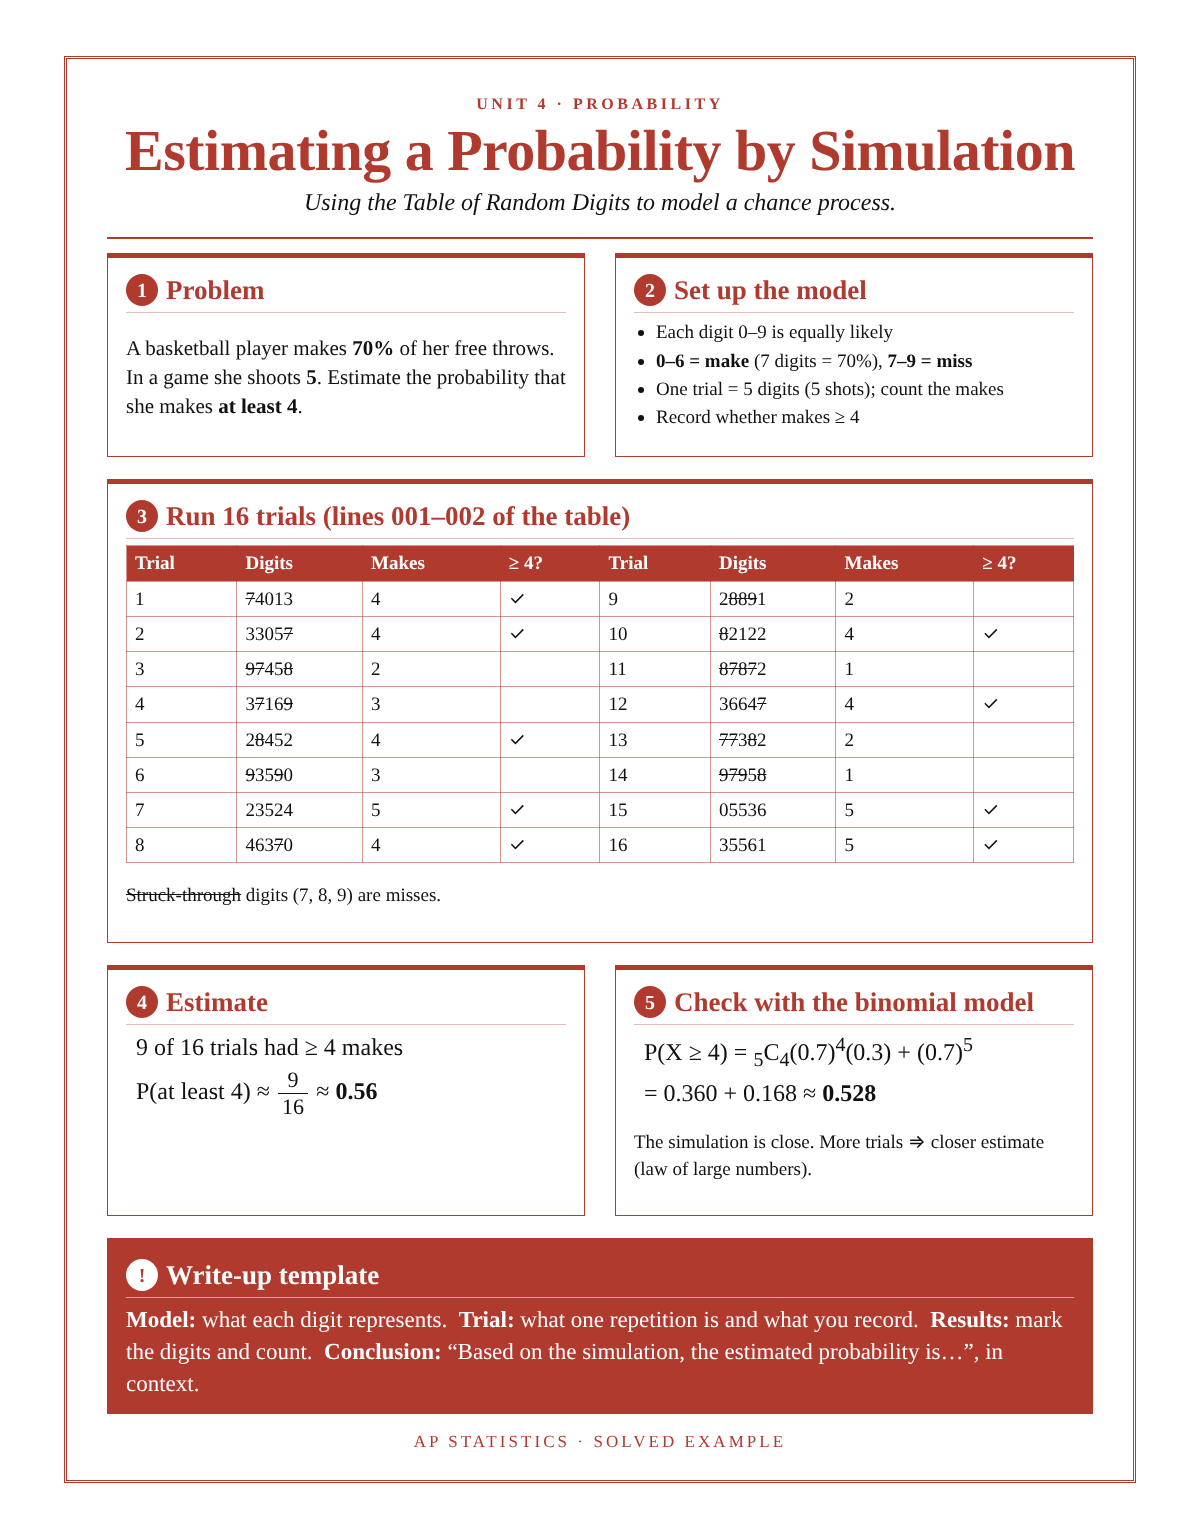 UNIT 4 · PROBABILITY
Estimating a Probability by Simulation
Using the Table of Random Digits to model a chance process.
1 Problem
A basketball player makes 70% of her free throws.
In a game she shoots 5. Estimate the probability that
she makes at least 4.
2 Set up the model
• Each digit 0–9 is equally likely
• 0–6 = make (7 digits = 70%), 7–9 = miss
• One trial = 5 digits (5 shots); count the makes
• Record whether makes ≥ 4
3 Run 16 trials (lines 001–002 of the table)
Trial Digits Makes ≥ 4? Trial Digits Makes ≥ 4?
1 74013 4 ✓ 9 28891 2
2 33057 4 ✓ 10 82122 4 ✓
3 97458 2 11 87872 1
4 37169 3 12 36647 4 ✓
5 28452 4 ✓ 13 77382 2
6 93590 3 14 97958 1
7 23524 5 ✓ 15 05536 5 ✓
8 46370 4 ✓ 16 35561 5 ✓
Struck-through digits (7, 8, 9) are misses.
4 Estimate
9 of 16 trials had ≥ 4 makes
P(at least 4) ≈ 9/16 ≈ 0.56
5 Check with the binomial model
P(X ≥ 4) = ₅C₄(0.7)⁴(0.3) + (0.7)⁵
= 0.360 + 0.168 ≈ 0.528
The simulation is close. More trials ⇒ closer estimate
(law of large numbers).
! Write-up template
Model: what each digit represents. Trial: what one repetition is and what you record. Results: mark
the digits and count. Conclusion: “Based on the simulation, the estimated probability is…”, in
context.
AP STATISTICS · SOLVED EXAMPLE